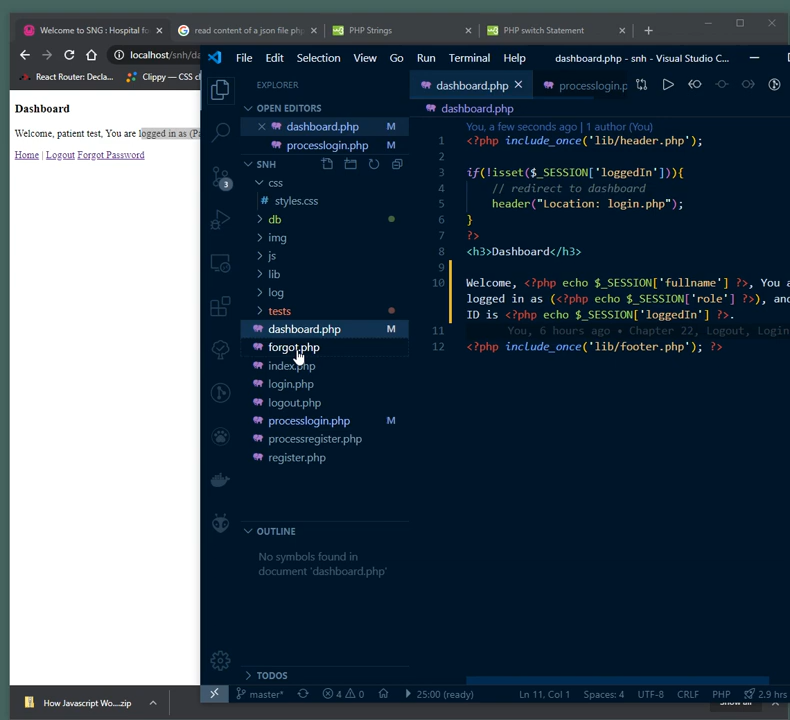 Welcome to SNG : Hospital fo
read content of a json file php
PHP Strings
PHP switch Statement
localhost/snh/da
React Router: Decla...
Clippy — CSS cl
Dashboard
Welcome, patient test, You are logged in as (Pa
Home | Logout Forgot Password
How Javascript Wo....zip
File Edit Selection View Go Run Terminal Help dashboard.php - snh - Visual Studio C...
EXPLORER
OPEN EDITORS
dashboard.php M
processlogin.php M
SNH
css
# styles.css
db
img
js
lib
log
tests
dashboard.php M
forgot.php
index.php
login.php
logout.php
processlogin.php M
processregister.php
register.php
OUTLINE
No symbols found in
document 'dashboard.php'
TODOS
3
dashboard.php
processlogin.p
dashboard.php
You, a few seconds ago | 1 author (You)
1 <?php include_once('lib/header.php');
2
3 if(!isset($_SESSION['loggedIn'])){
4 // redirect to dashboard
5 header("Location: login.php");
6 }
7 ?>
8 <h3>Dashboard</h3>
9
10 Welcome, <?php echo $_SESSION['fullname'] ?>, You a
logged in as (<?php echo $_SESSION['role'] ?>), and
ID is <?php echo $_SESSION['loggedIn'] ?>.
11 You, 6 hours ago • Chapter 22, Logout, Login
12 <?php include_once('lib/footer.php'); ?>
master* 4 0 25:00 (ready) Ln 11, Col 1 Spaces: 4 UTF-8 CRLF PHP 2.9 hrs
Show all